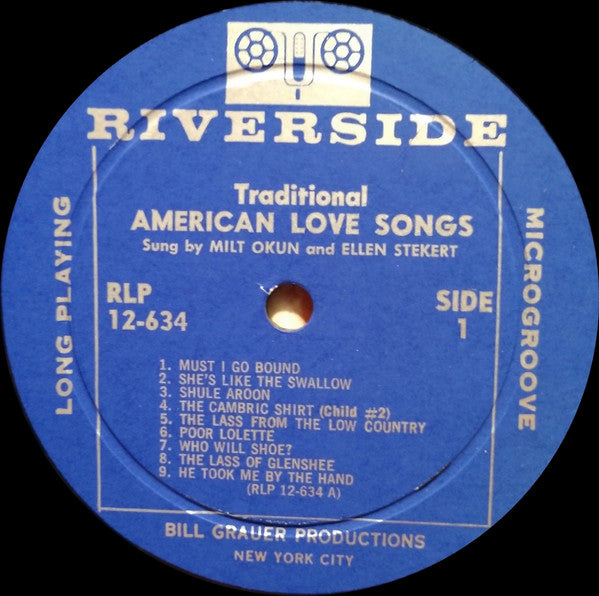 RIVERSIDE
Traditional
AMERICAN LOVE SONGS
Sung by MILT OKUN and ELLEN STEKERT
LONG PLAYING
MICROGROOVE
RLP
12-634
SIDE
1
1. MUST I GO BOUND
2. SHE'S LIKE THE SWALLOW
3. SHULE AROON
4. THE CAMBRIC SHIRT (Child #2)
5. THE LASS FROM THE LOW COUNTRY
6. POOR LOLETTE
7. WHO WILL SHOE?
8. THE LASS OF GLENSHEE
9. HE TOOK ME BY THE HAND
(RLP 12-634 A)
BILL GRAUER PRODUCTIONS
NEW YORK CITY